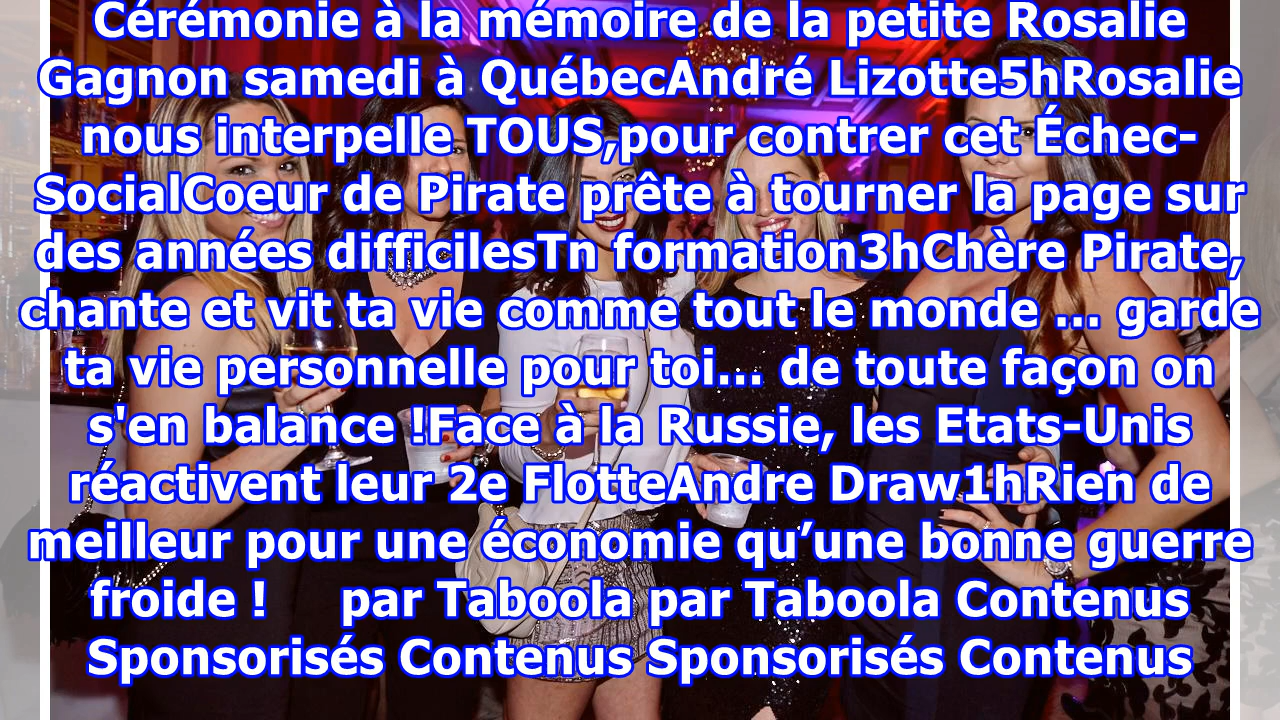 Cérémonie à la mémoire de la petite Rosalie
Gagnon samedi à QuébecAndré Lizotte5hRosalie
nous interpelle TOUS,pour contrer cet Échec-
SocialCoeur de Pirate prête à tourner la page sur
des années difficilesTn formation3hChère Pirate,
chante et vit ta vie comme tout le monde ... garde
ta vie personnelle pour toi... de toute façon on
s'en balance !Face à la Russie, les Etats-Unis
réactivent leur 2e FlotteAndre Draw1hRien de
meilleur pour une économie qu’une bonne guerre
froide ! par Taboola par Taboola Contenus
Sponsorisés Contenus Sponsorisés Contenus